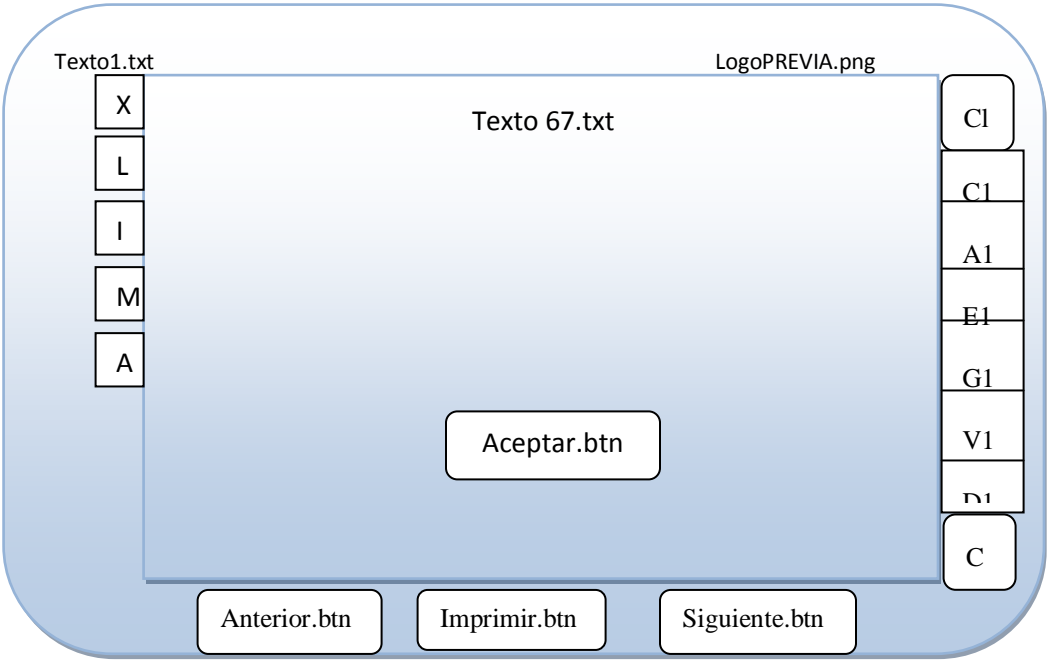 Texto1.txt
LogoPREVIA.png
X
L
I
M
A
Texto 67.txt
Aceptar.btn
Cl
C1
A1
E1
G1
V1
D1
C
Anterior.btn
Imprimir.btn
Siguiente.btn